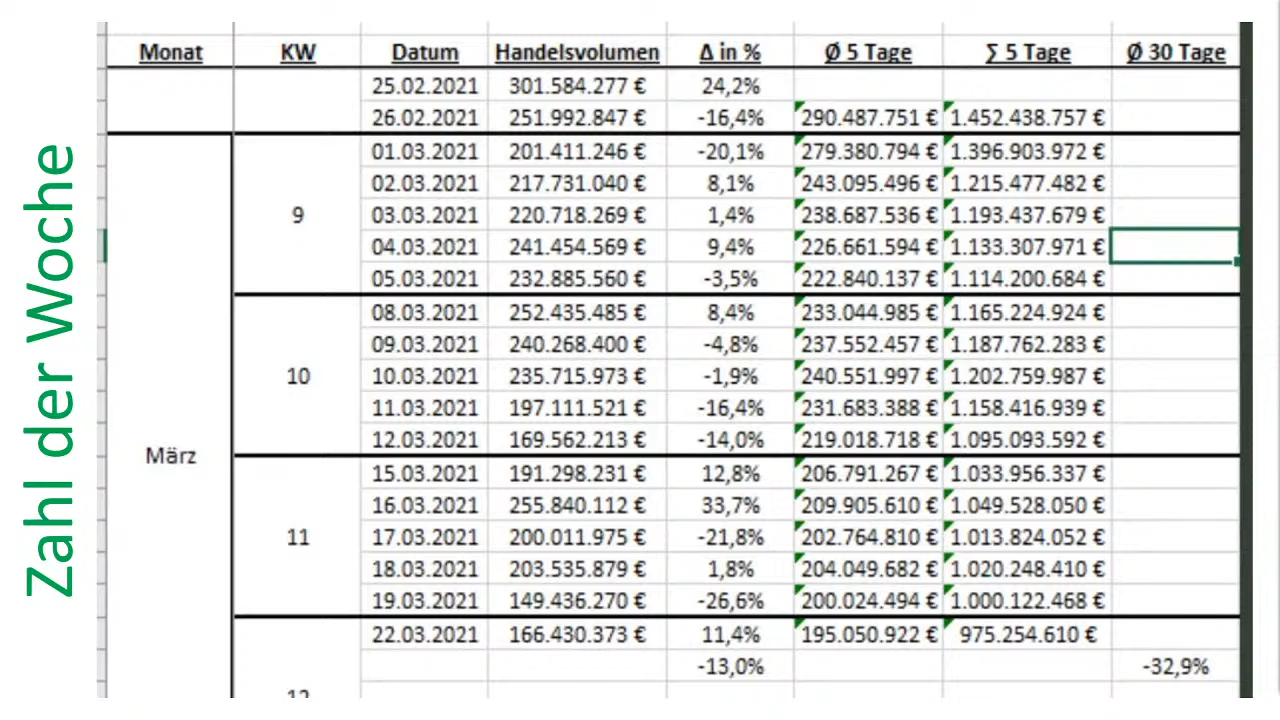 Zahl der Woche
Monat KW Datum Handelsvolumen Δ in % Ø 5 Tage ∑ 5 Tage Ø 30 Tage
25.02.2021 301.584.277 € 24,2%
26.02.2021 251.992.847 € -16,4% 290.487.751 € 1.452.438.757 €
01.03.2021 201.411.246 € -20,1% 279.380.794 € 1.396.903.972 €
02.03.2021 217.731.040 € 8,1% 243.095.496 € 1.215.477.482 €
9 03.03.2021 220.718.269 € 1,4% 238.687.536 € 1.193.437.679 €
04.03.2021 241.454.569 € 9,4% 226.661.594 € 1.133.307.971 €
05.03.2021 232.885.560 € -3,5% 222.840.137 € 1.114.200.684 €
08.03.2021 252.435.485 € 8,4% 233.044.985 € 1.165.224.924 €
09.03.2021 240.268.400 € -4,8% 237.552.457 € 1.187.762.283 €
10 10.03.2021 235.715.973 € -1,9% 240.551.997 € 1.202.759.987 €
11.03.2021 197.111.521 € -16,4% 231.683.388 € 1.158.416.939 €
12.03.2021 169.562.213 € -14,0% 219.018.718 € 1.095.093.592 €
März
15.03.2021 191.298.231 € 12,8% 206.791.267 € 1.033.956.337 €
16.03.2021 255.840.112 € 33,7% 209.905.610 € 1.049.528.050 €
11 17.03.2021 200.011.975 € -21,8% 202.764.810 € 1.013.824.052 €
18.03.2021 203.535.879 € 1,8% 204.049.682 € 1.020.248.410 €
19.03.2021 149.436.270 € -26,6% 200.024.494 € 1.000.122.468 €
22.03.2021 166.430.373 € 11,4% 195.050.922 € 975.254.610 €
-13,0% -32,9%